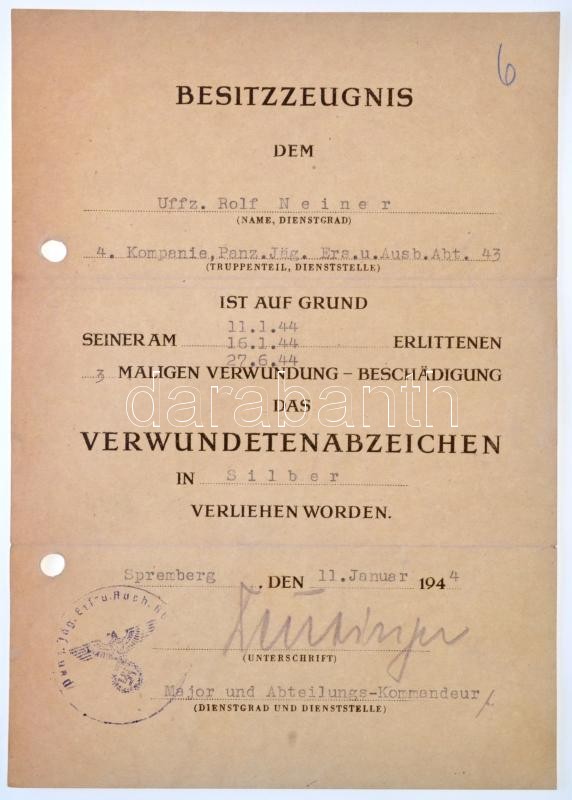 6
BESITZZEUGNIS
DEM
Uffz. Rolf N e i n e r
(NAME, DIENSTGRAD)
4. Kompanie,Panz.Jäg. Ers.u.Ausb.Abt. 43
(TRUPPENTEIL, DIENSTSTELLE)
IST AUF GRUND
11.1.44
SEINER AM 16.1.44 ERLITTENEN
27.6.44
3 MALIGEN VERWUNDUNG – BESCHÄDIGUNG
DAS
darabanth
VERWUNDETENABZEICHEN
IN S i l b e r
VERLIEHEN WORDEN.
Spremberg , DEN 11.Januar 1944
(UNTERSCHRIFT)
Major und Abteilungs-Kommandeur
(DIENSTGRAD UND DIENSTSTELLE)